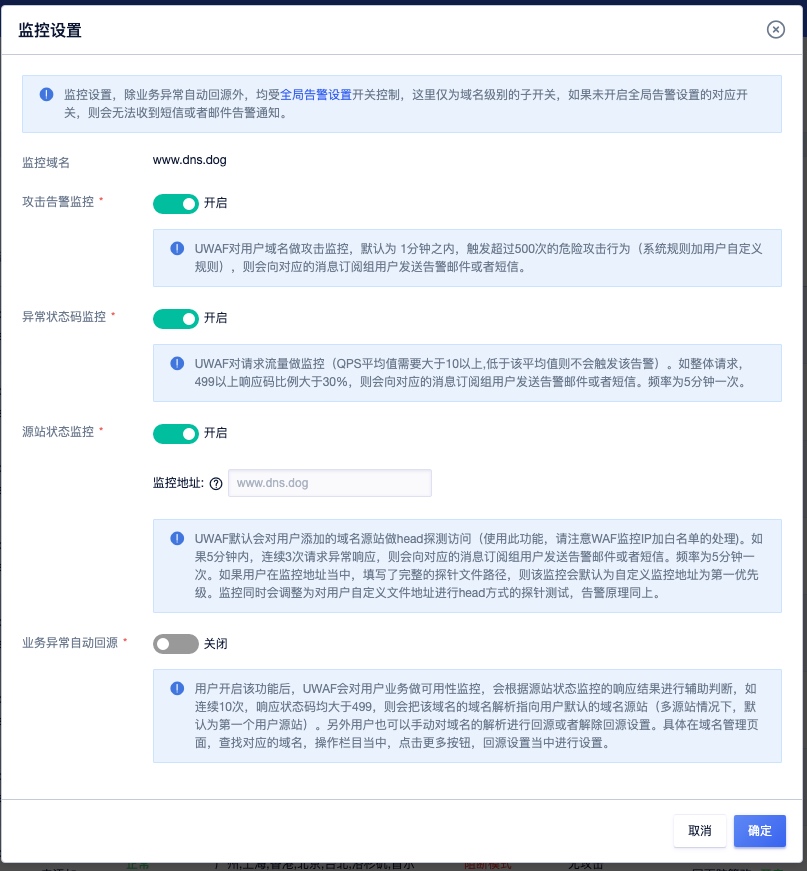 监控设置
监控设置，除业务异常自动回源外，均受全局告警设置开关控制，这里仅为域名级别的子开关，如果未开启全局告警设置的对应开
关，则会无法收到短信或者邮件告警通知。
监控域名 www.dns.dog
攻击告警监控 * 开启
UWAF对用户域名做攻击监控，默认为 1分钟之内，触发超过500次的危险攻击行为（系统规则加用户自定义
规则），则会向对应的消息订阅组用户发送告警邮件或者短信。
异常状态码监控 * 开启
UWAF对请求流量做监控（QPS平均值需要大于10以上,低于该平均值则不会触发该告警）。如整体请求，
499以上响应码比例大于30%，则会向对应的消息订阅组用户发送告警邮件或者短信。频率为5分钟一次。
源站状态监控 * 开启
监控地址: www.dns.dog
UWAF默认会对用户添加的域名源站做head探测访问（使用此功能，请注意WAF监控IP加白名单的处理)。如
果5分钟内，连续3次请求异常响应，则会向对应的消息订阅组用户发送告警邮件或者短信。频率为5分钟一
次。如果用户在监控地址当中，填写了完整的探针文件路径，则该监控会默认为自定义监控地址为第一优先
级。监控同时会调整为对用户自定义文件地址进行head方式的探针测试，告警原理同上。
业务异常自动回源 * 关闭
用户开启该功能后，UWAF会对用户业务做可用性监控，会根据源站状态监控的响应结果进行辅助判断，如
连续10次，响应状态码均大于499，则会把该域名的域名解析指向用户默认的域名源站（多源站情况下，默
认为第一个用户源站）。另外用户也可以手动对域名的解析进行回源或者解除回源设置。具体在域名管理页
面，查找对应的域名，操作栏目当中，点击更多按钮，回源设置当中进行设置。
取消 确定